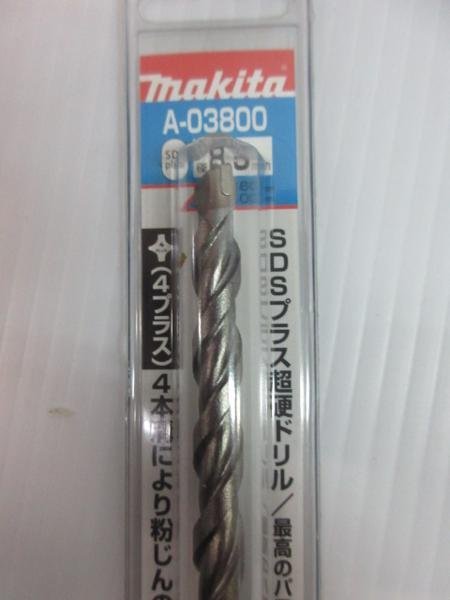 makita
A-03800
SDSプラス超硬ドリル/最高のバ
(4プラス)4本
により粉じんの